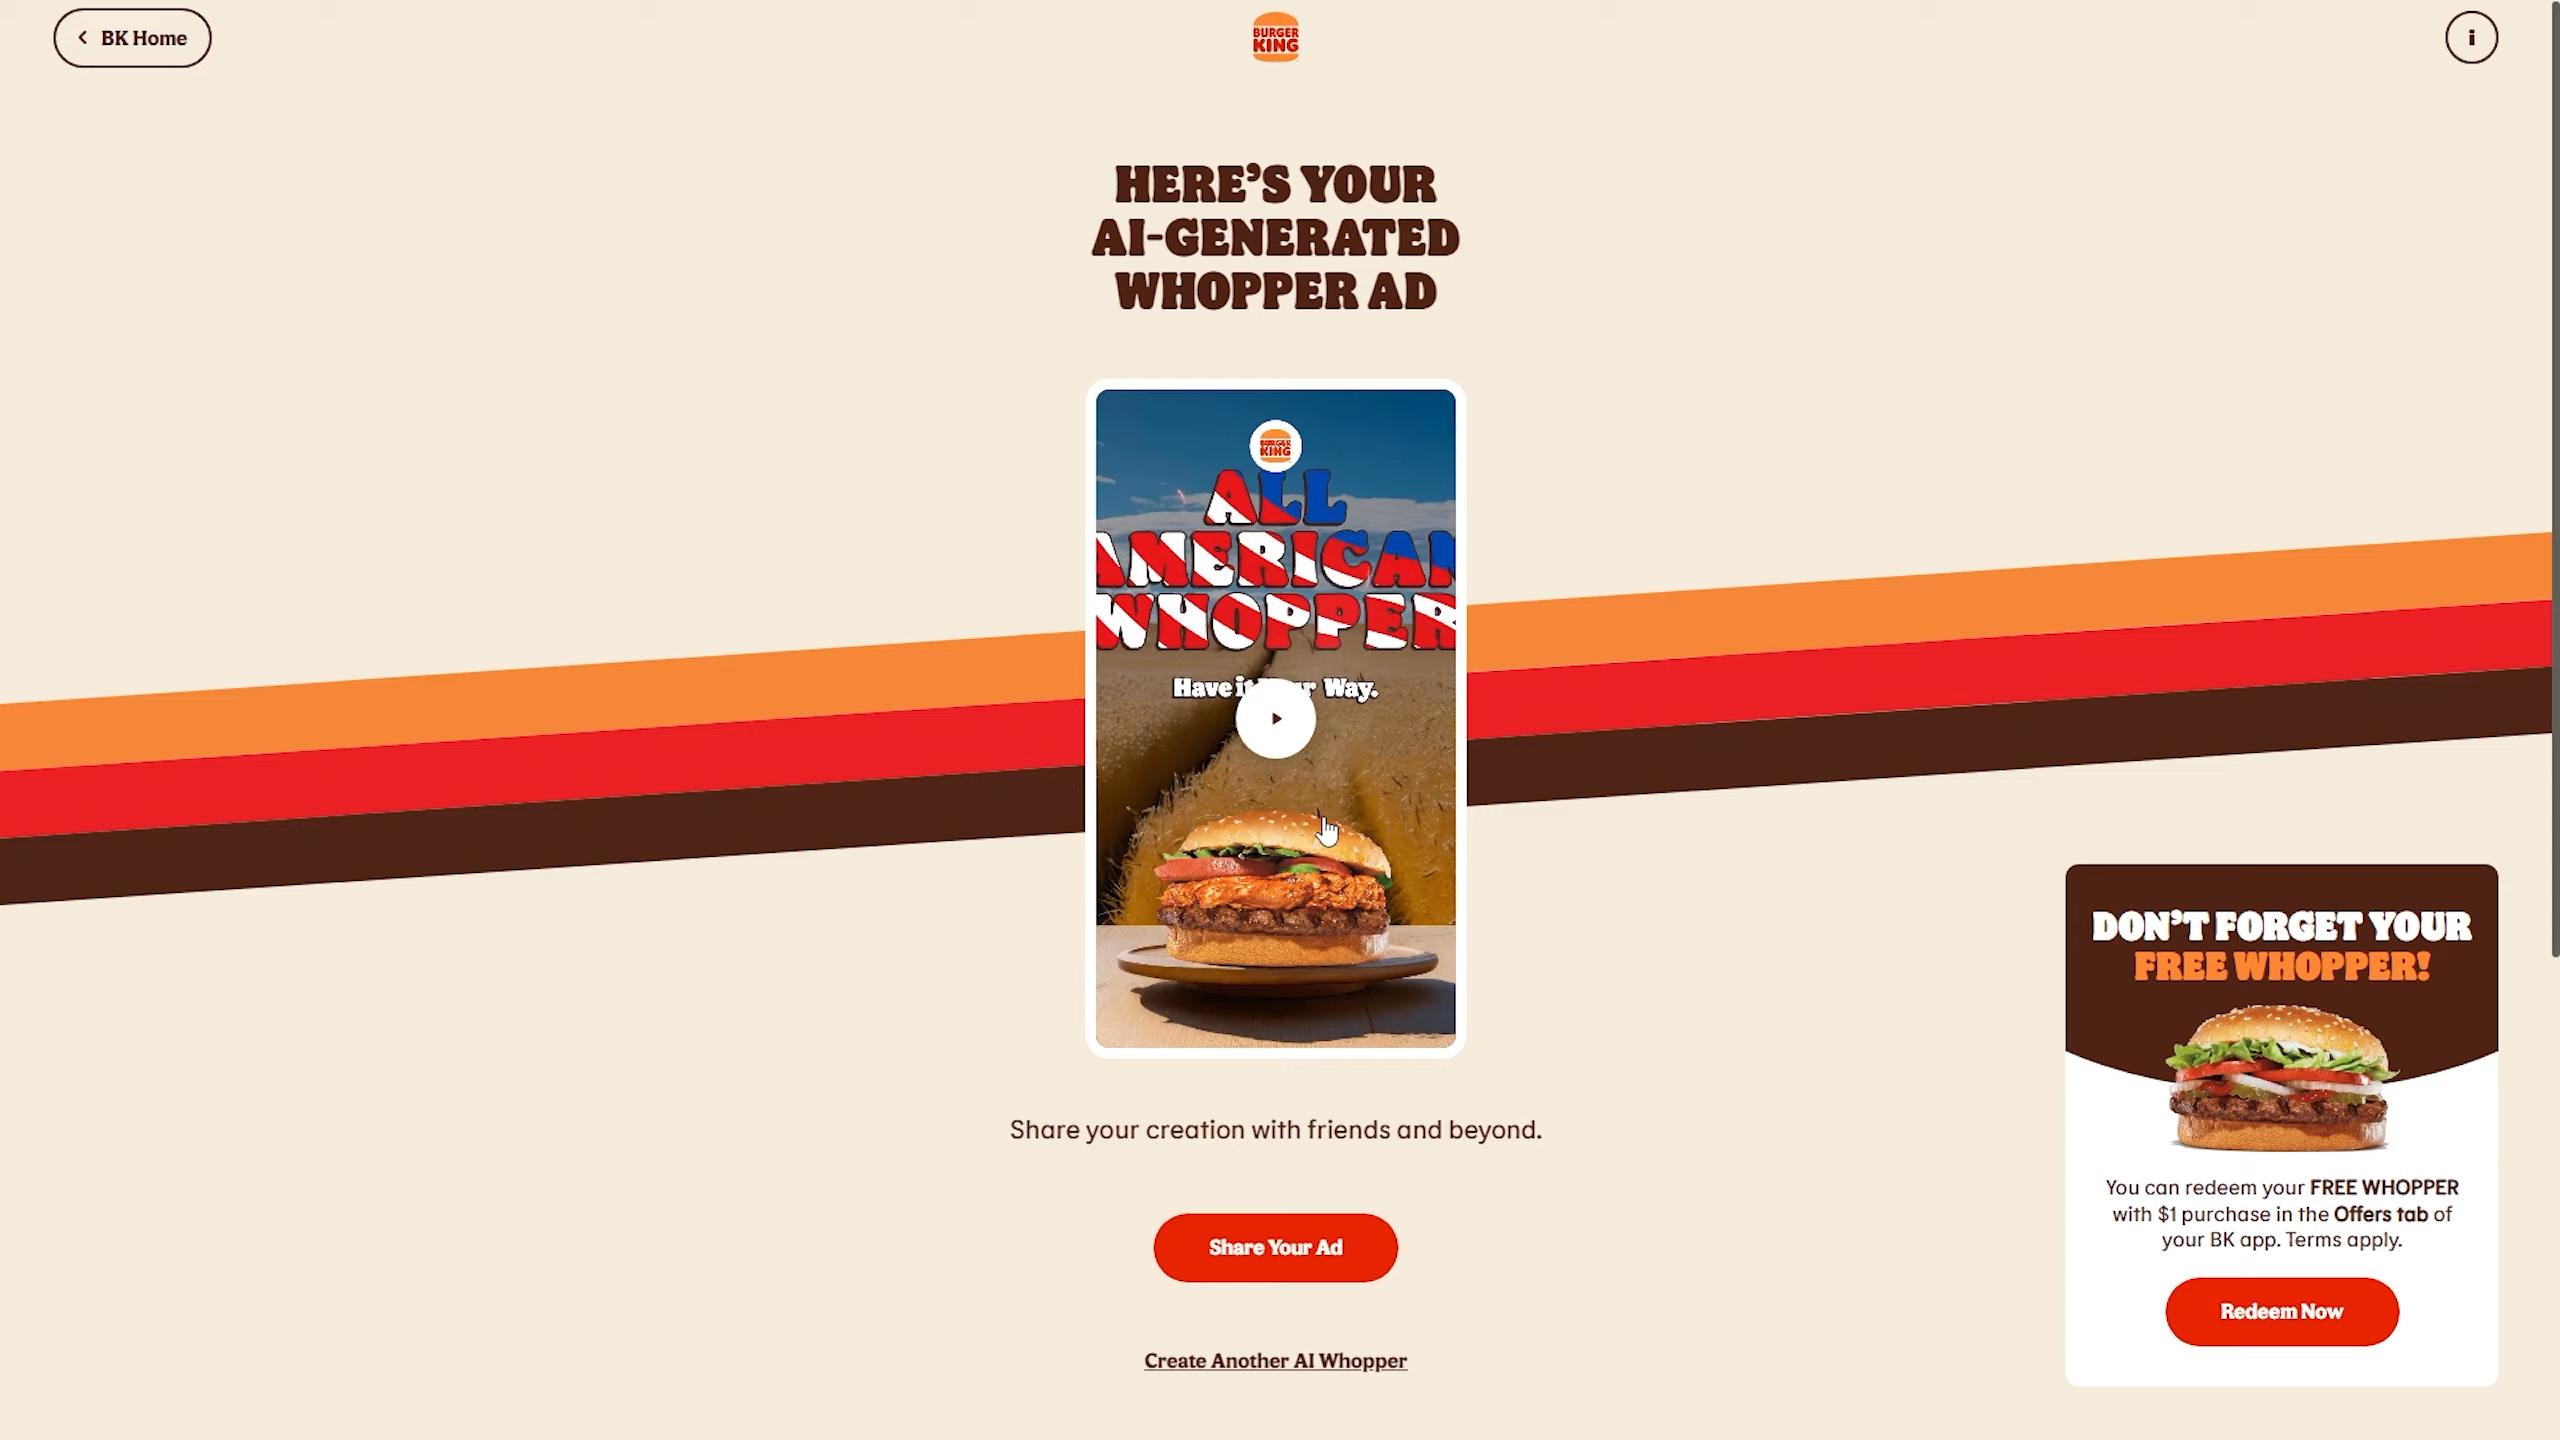 BK Home
BURGER
KING
i
HERE'S YOUR
AI-GENERATED
WHOPPER AD
BURGER
KING
ALL
AMERICAN
WHOPPER
Have it Way.
Share your creation with friends and beyond.
Share Your Ad
Create Another AI Whopper
DON'T FORGET YOUR
FREE WHOPPER!
You can redeem your FREE WHOPPER
with $1 purchase in the Offers tab of
your BK app. Terms apply.
Redeem Now